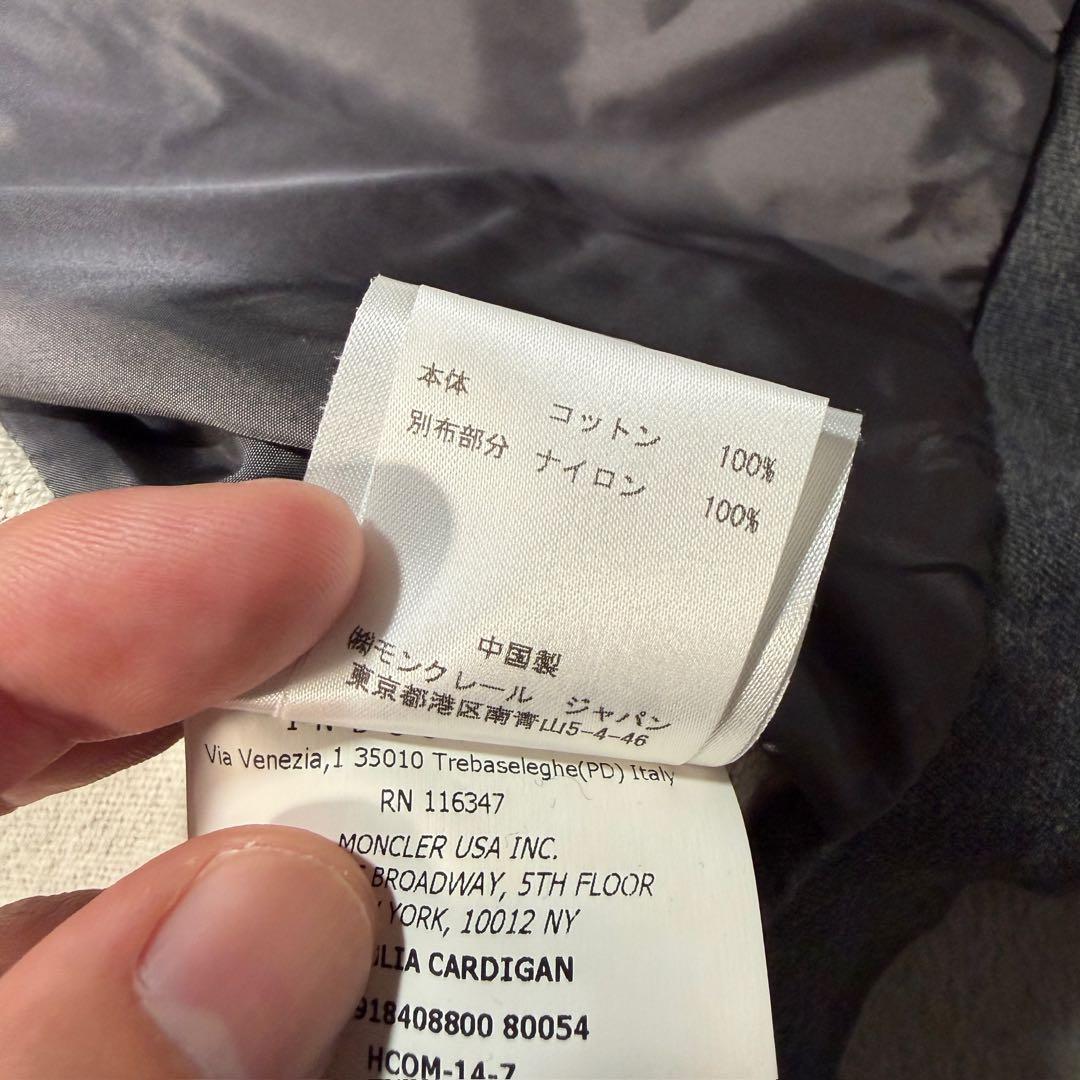 本体 コットン 100%
別布部分 ナイロン 100%
中国製
㈱モンクレール ジャパン
東京都港区南青山5-4-46
Via Venezia,1 35010 Trebaseleghe(PD) Italy
RN 116347
MONCLER USA INC.
BROADWAY, 5TH FLOOR
YORK, 10012 NY
CARDIGAN
918408800 80054
HCOM-14-7